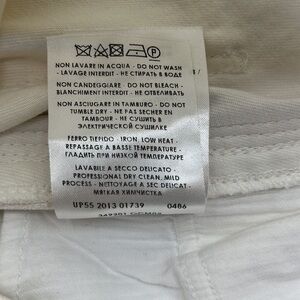 P
NON LAVARE IN ACQUA - DO NOT WASH
- LAVAGE INTERDIT - НЕ СТИРАТЬ В ВОДЕ
NON CANDEGGIARE - DO NOT BLEACH -
BLANCHIMENT INTERDIT - НЕ ОТБЕЛИВАТЬ
NON ASCIUGARE IN TAMBURO - DO NOT
TUMBLE DRY - NE PAS SECHER EN
TAMBOUR - НЕ СУШИТЬ В
ЭЛЕКТРИЧЕСКОЙ СУШИЛКЕ
FERRO TIEPIDO - IRON, LOW HEAT -
REPASSAGE A BASSE TEMPERATURE -
ГЛАДИТЬ ПРИ НИЗКОЙ ТЕМПЕРАТУРЕ
LAVABILE A SECCO DELICATO -
PROFESSIONAL DRY CLEAN, MILD
PROCESS - NETTOYAGE A SEC DELICAT -
МЯГКАЯ ХИМЧИСТКА
UPSS 2013 01739 0486